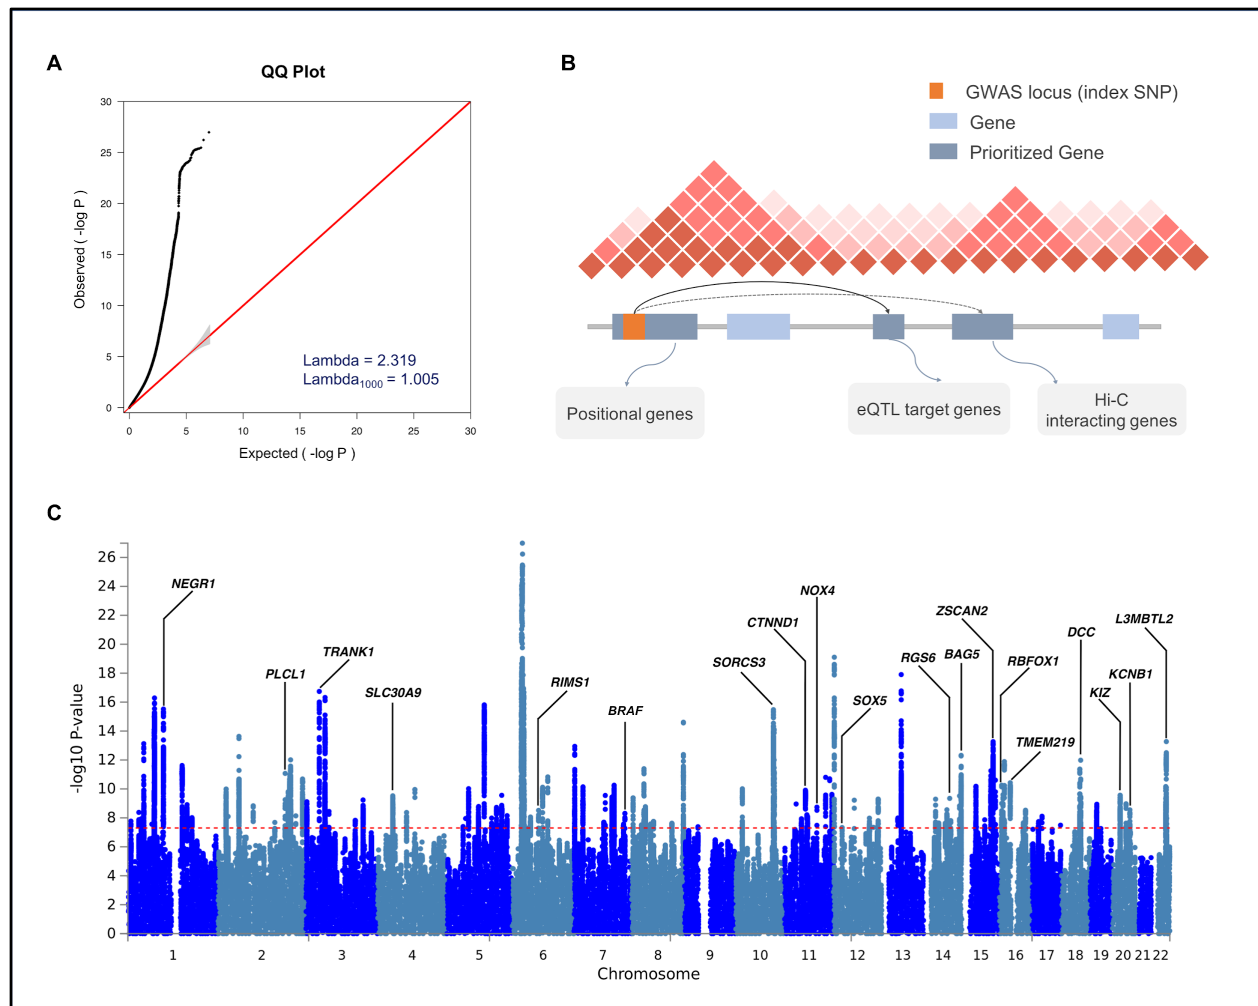 A
QQ Plot
30
25
20
15
10
5
0
Observed ( -log P )
0 5 10 15 20 25 30
Expected ( -log P )
Lambda = 2.319
Lambda1000 = 1.005
B
GWAS locus (index SNP)
Gene
Prioritized Gene
Positional genes
eQTL target genes
Hi-C
interacting genes
C
26
24
22
20
18
16
14
12
10
8
6
4
2
0
-log10 P-value
NEGR1
PLCL1
TRANK1
SLC30A9
RIMS1
BRAF
SORCS3
CTNND1
NOX4
SOX5
RGS6
BAG5
ZSCAN2
RBFOX1
TMEM219
DCC
KIZ
KCNB1
L3MBTL2
1 2 3 4 5 6 7 8 9 10 11 12 13 14 15 16 17 18 19 20 21 22
Chromosome